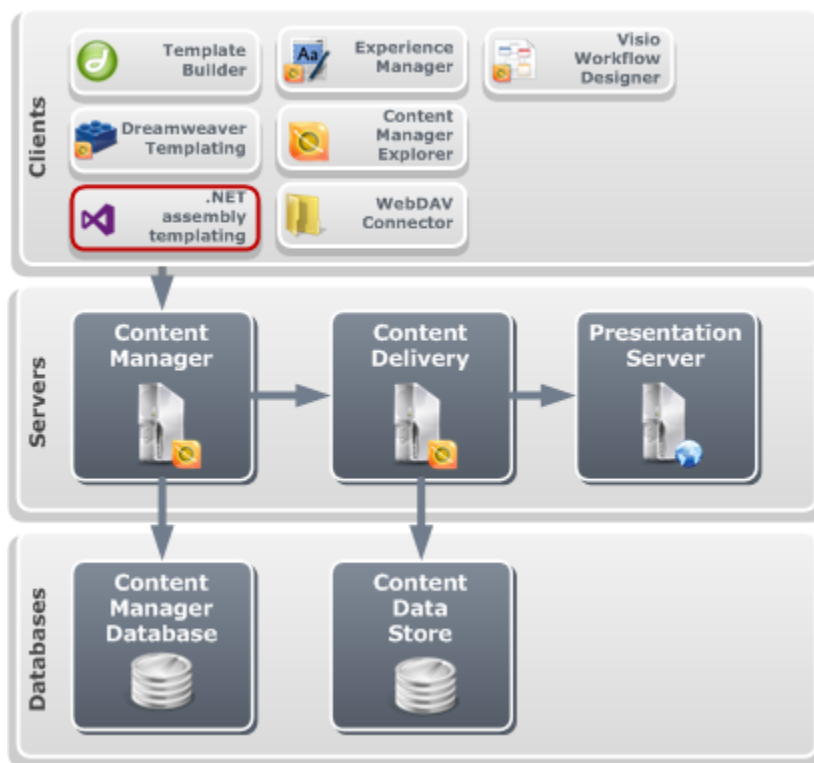 Clients
Template
Builder
Experience
Manager
Visio
Workflow
Designer
Dreamweaver
Templating
Content
Manager
Explorer
.NET
assembly
templating
WebDAV
Connector
Servers
Content
Manager
Content
Delivery
Presentation
Server
Databases
Content
Manager
Database
Content
Data
Store